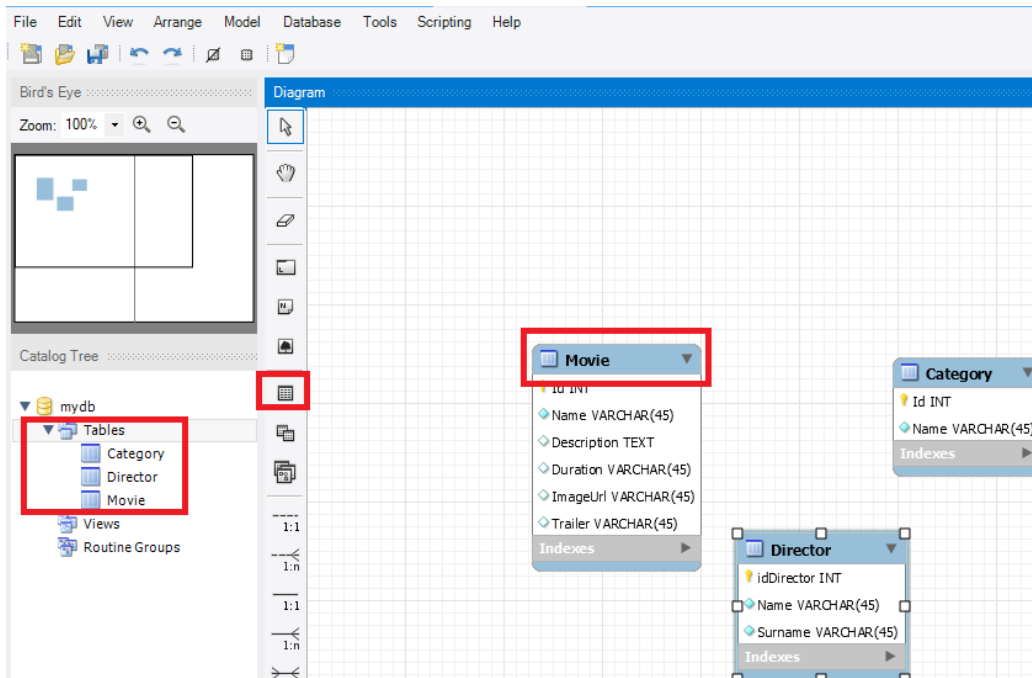 File Edit View Arrange Model Database Tools Scripting Help
Bird's Eye
Diagram
Zoom: 100%
Catalog Tree
mydb
Tables
Category
Director
Movie
Views
Routine Groups
N
1:1
1:n
1:1
1:n
Movie
Id INT
Name VARCHAR(45)
Description TEXT
Duration VARCHAR(45)
ImageUrl VARCHAR(45)
Trailer VARCHAR(45)
Indexes
Category
Id INT
Name VARCHAR(45)
Indexes
Director
idDirector INT
Name VARCHAR(45)
Surname VARCHAR(45)
Indexes